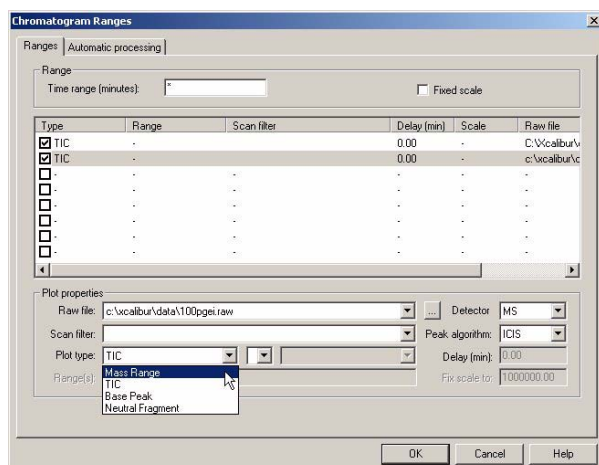 Chromatogram Ranges
Ranges Automatic processing
Range
Time range (minutes): * Fixed scale
Type Range Scan filter Delay (min) Scale Raw file
TIC - 0.00 - C:\Xcalibur\
TIC - 0.00 - c:\xcalibur\
- - - - - -
- - - - - -
- - - - - -
- - - - - -
- - - - - -
- - - - - -
Plot properties
Raw file: c:\xcalibur\data\100pgei.raw ... Detector MS
Scan filter: Peak algorithm: ICIS
Plot type: TIC Delay (min): 0.00
Range(s): Fix scale to: 1000000.00
Mass Range
TIC
Base Peak
Neutral Fragment
OK Cancel Help